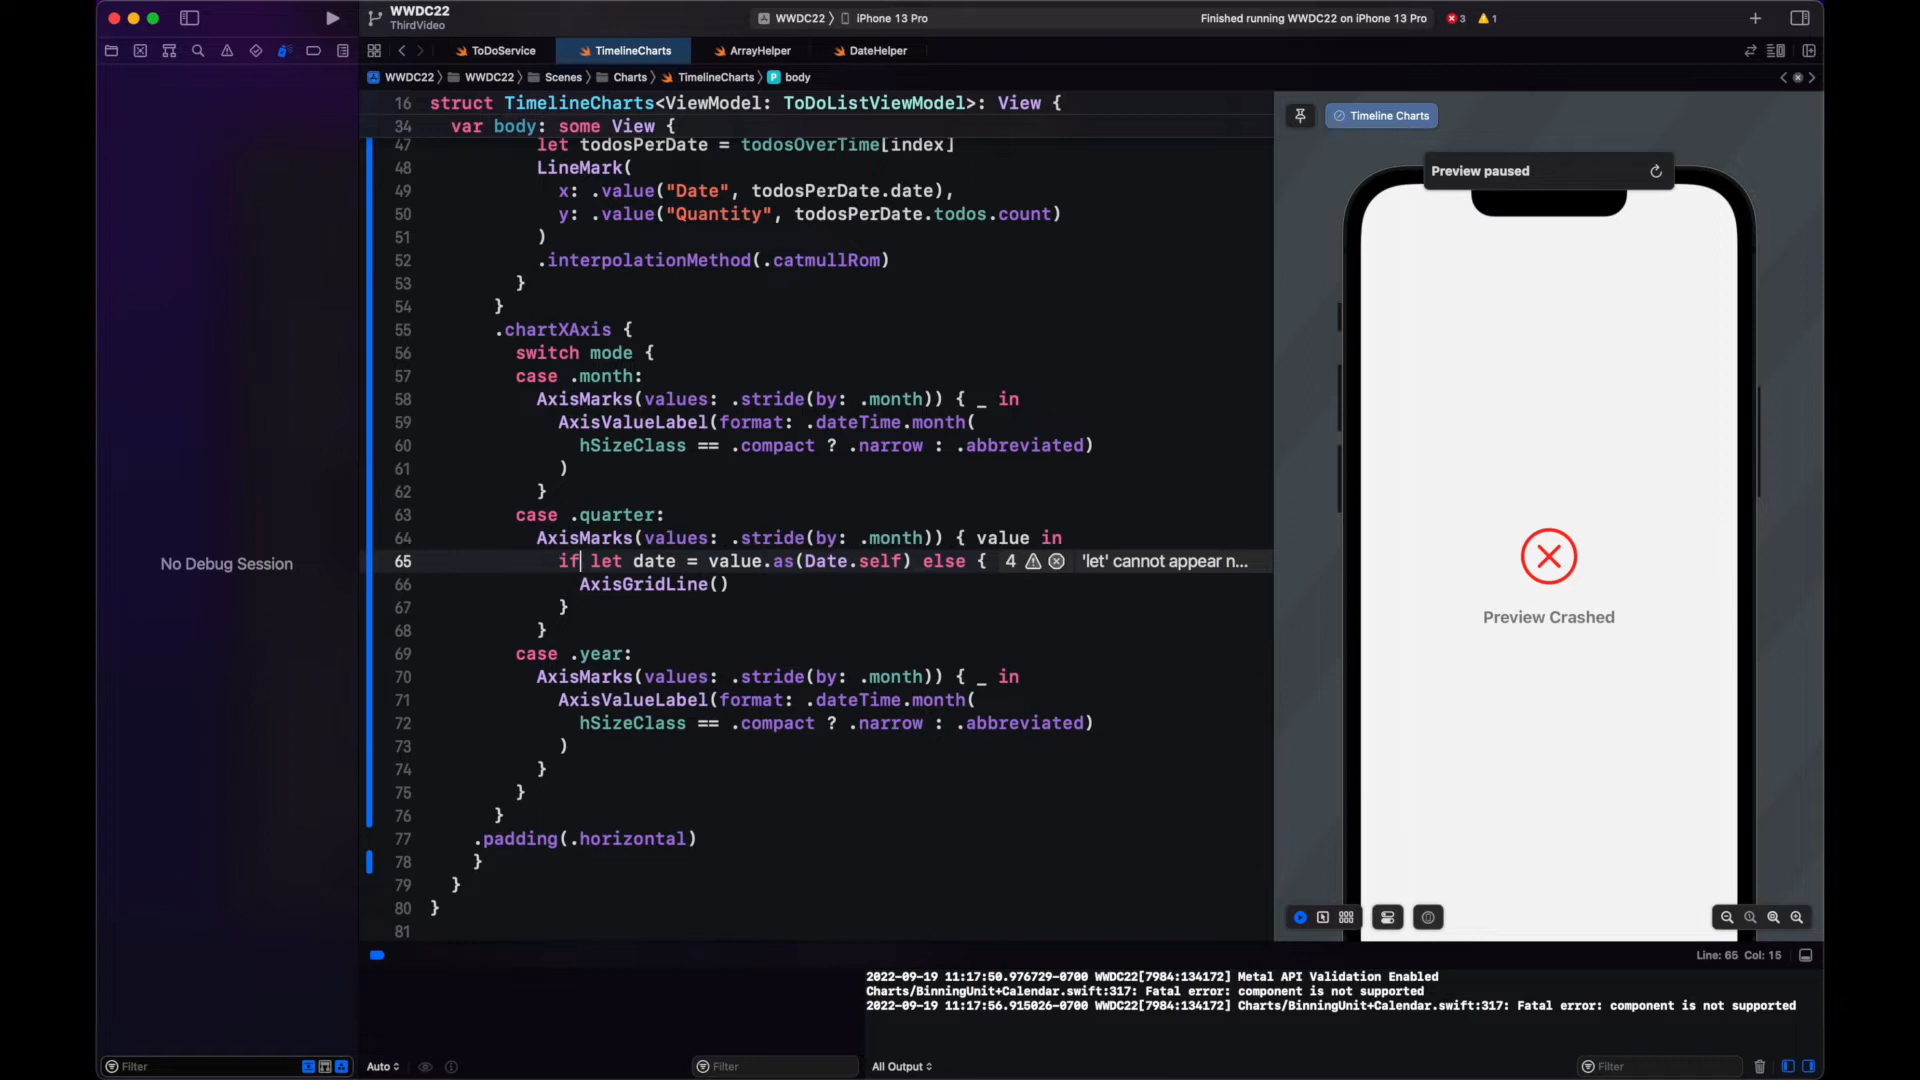 WWDC22
ThirdVideo
WWDC22 〉 iPhone 13 Pro
Finished running WWDC22 on iPhone 13 Pro
3
1
ToDoService
TimelineCharts
ArrayHelper
DateHelper
WWDC22 〉 WWDC22 〉 Scenes 〉 Charts 〉 TimelineCharts 〉 P body
16 struct TimelineCharts<ViewModel: ToDoListViewModel>: View {
34 var body: some View {
47 let todosPerDate = todosOverTime[index]
48 LineMark(
49 x: .value("Date", todosPerDate.date),
50 y: .value("Quantity", todosPerDate.todos.count)
51 )
52 .interpolationMethod(.catmullRom)
53 }
54 }
55 .chartXAxis {
56 switch mode {
57 case .month:
58 AxisMarks(values: .stride(by: .month)) { _ in
59 AxisValueLabel(format: .dateTime.month(
60 hSizeClass == .compact ? .narrow : .abbreviated)
61 )
62 }
63 case .quarter:
64 AxisMarks(values: .stride(by: .month)) { value in
65 if let date = value.as(Date.self) else { 4 'let' cannot appear n...
66 AxisGridLine()
67 }
68 }
69 case .year:
70 AxisMarks(values: .stride(by: .month)) { _ in
71 AxisValueLabel(format: .dateTime.month(
72 hSizeClass == .compact ? .narrow : .abbreviated)
73 )
74 }
75 }
76 }
77 .padding(.horizontal)
78 }
79 }
80 }
81
No Debug Session
Timeline Charts
Preview paused
Preview Crashed
Line: 65 Col: 15
2022-09-19 11:17:50.976729-0700 WWDC22[7984:134172] Metal API Validation Enabled
Charts/BinningUnit+Calendar.swift:317: Fatal error: component is not supported
2022-09-19 11:17:56.915026-0700 WWDC22[7984:134172] Charts/BinningUnit+Calendar.swift:317: Fatal error: component is not supported
Filter
Auto
Filter
All Output
Filter